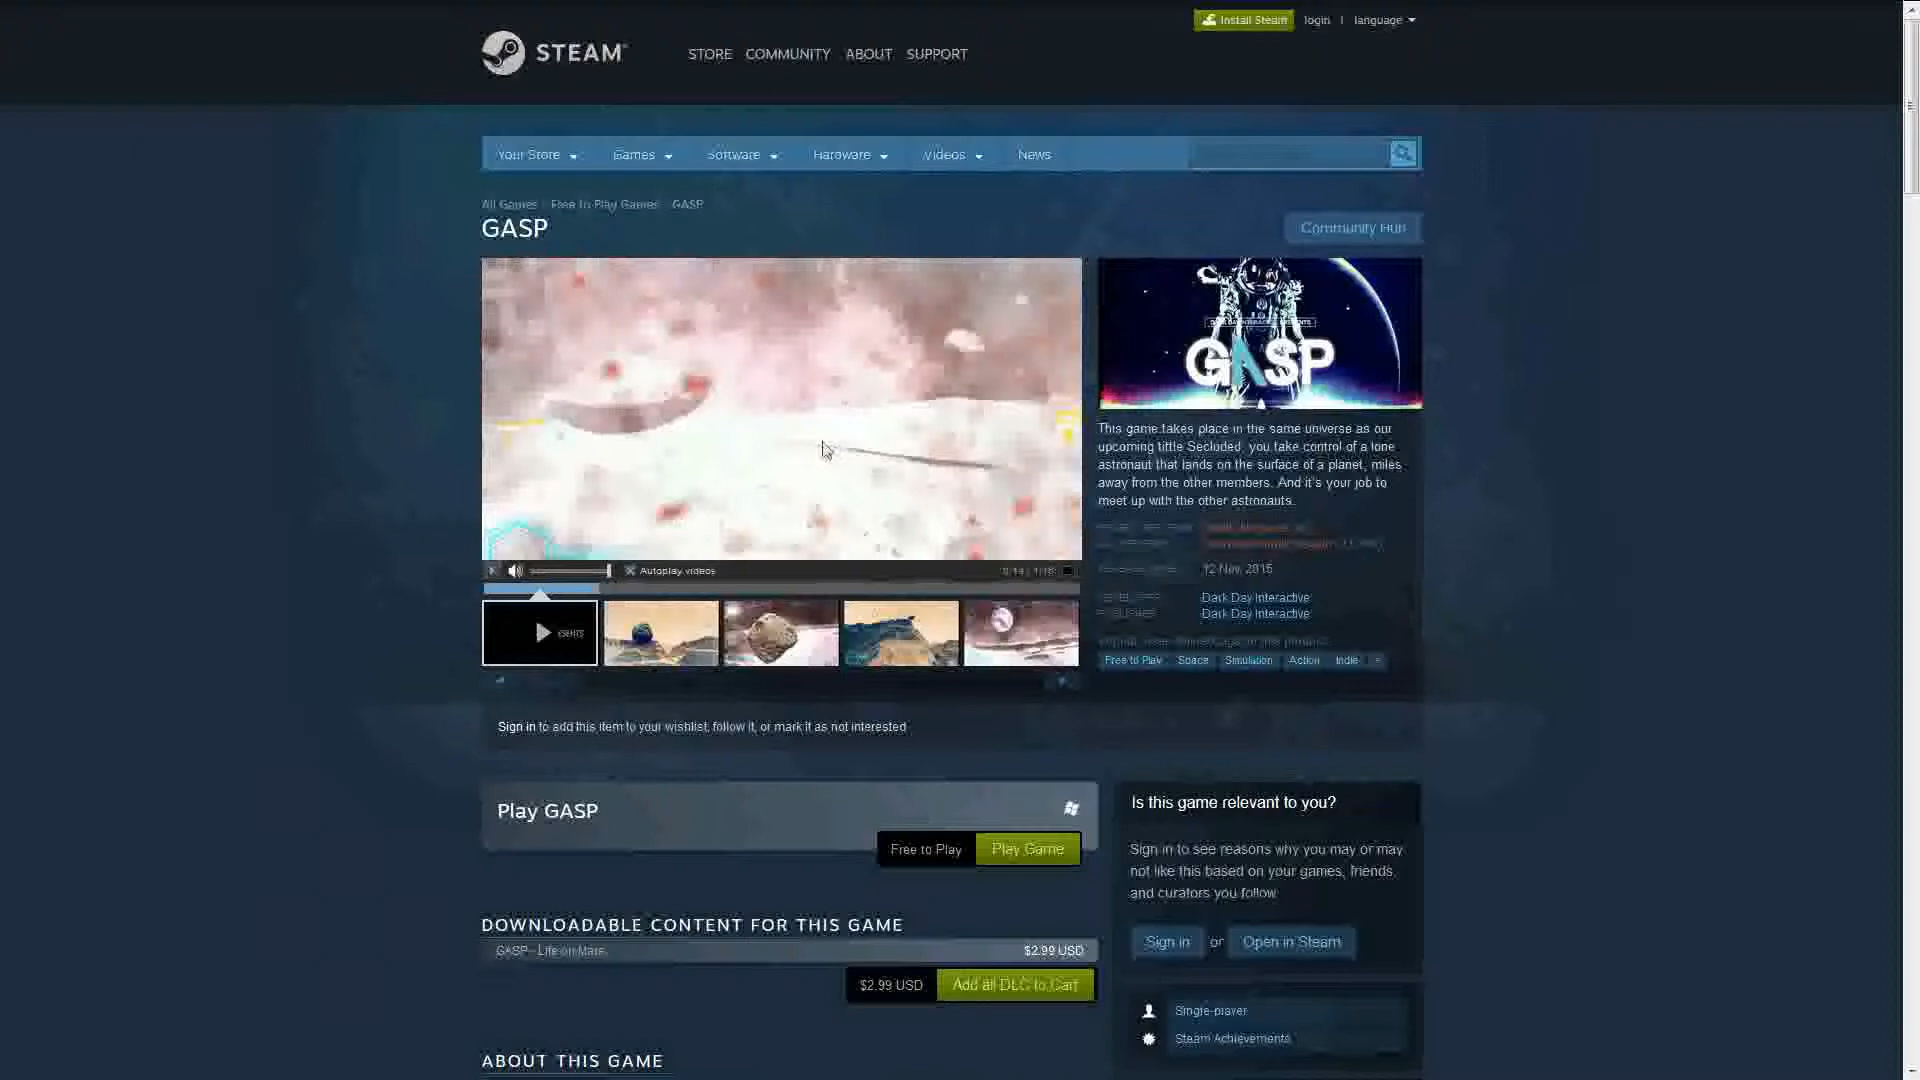 Install Steam login | language
STEAM
STORE COMMUNITY ABOUT SUPPORT
Your Store Games Software Hardware Videos News
All Games Free to Play Games GASP
GASP
Community Hub
GASP
This game takes place in the same universe as our
upcoming tittle Secluded, you take control of a lone
astronaut that lands on the surface of a planet, miles
away from the other members. And it's your job to
meet up with the other astronauts.
12 Nov, 2015
Dark Day Interactive
Dark Day Interactive
Autoplay videos
Free to Play Space Simulation Action Indie +
Sign in to add this item to your wishlist, follow it, or mark it as not interested
Play GASP
Free to Play Play Game
Is this game relevant to you?
Sign in to see reasons why you may or may
not like this based on your games, friends,
and curators you follow
Sign in or Open in Steam
DOWNLOADABLE CONTENT FOR THIS GAME
GASP - Life on Mars $2.99 USD
$2.99 USD Add all DLC to Cart
Single-player
Steam Achievements
ABOUT THIS GAME